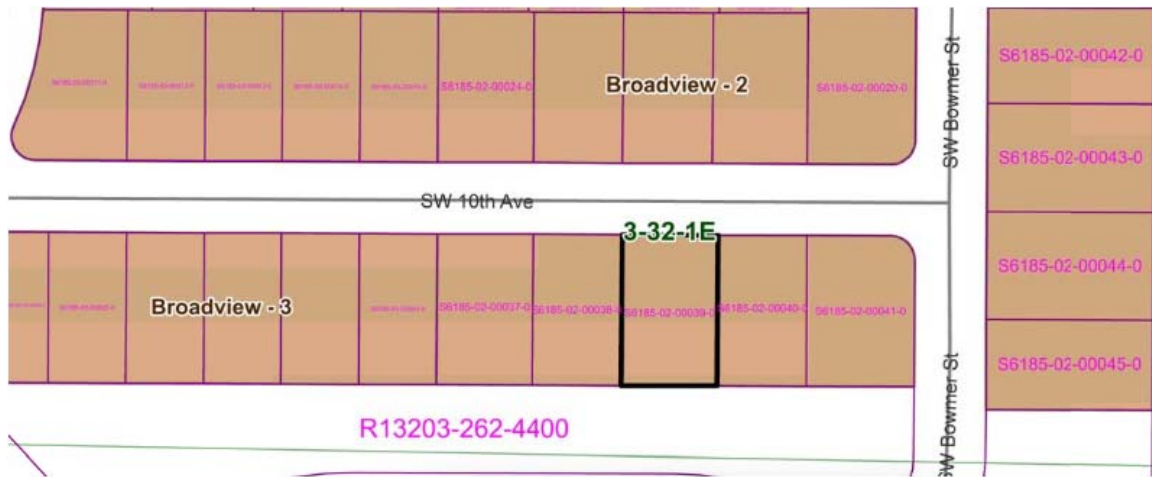 S6185-02-00042-0
SW Bowmer St
Broadview - 2
S6185-02-00024-0
S6185-02-00020-0
S6185-02-00043-0
SW 10th Ave
3-32-1E
S6185-02-00044-0
Broadview - 3
S6185-02-00037-0
S6185-02-00038-0
S6185-02-00039-0
S6185-02-00040-0
S6185-02-00041-0
S6185-02-00045-0
SW Bowmer St
R13203-262-4400